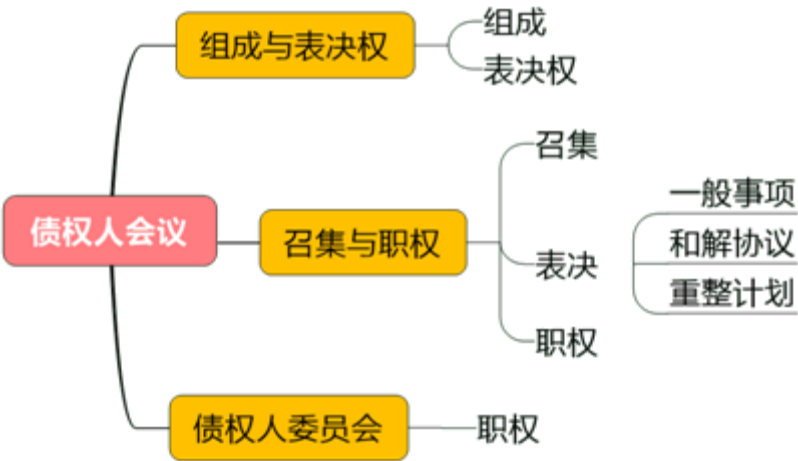 债权人会议
组成与表决权
组成
表决权
召集与职权
召集
表决
一般事项
和解协议
重整计划
职权
债权人委员会
职权